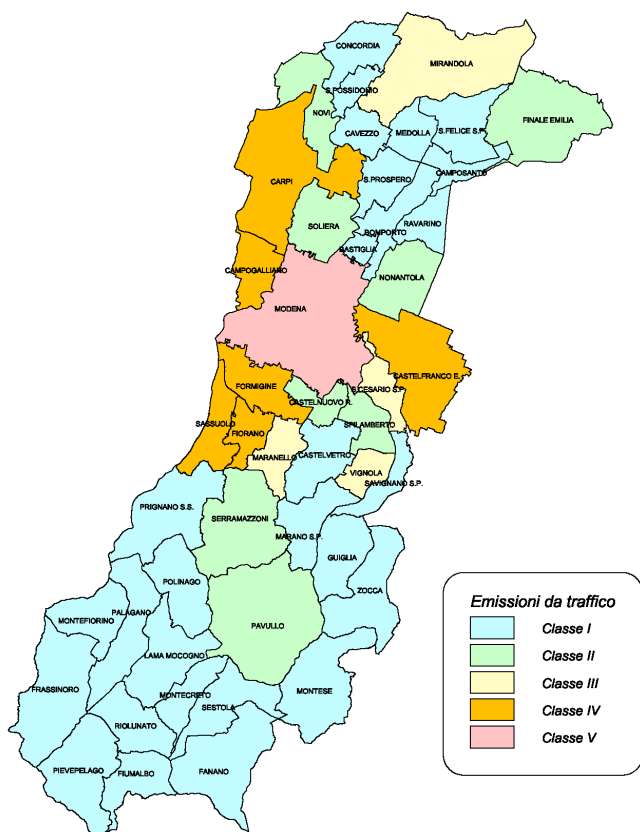 CONCORDIA
MIRANDOLA
S.POSSIDONIO
NOVI
FINALE EMILIA
CAVEZZO
MEDOLLA
S.FELICE S.P.
CARPI
S.PROSPERO
CAMPOSANTO
SOLIERA
RAVARINO
BOMPORTO
BASTIGLIA
CAMPOGALLIANO
NONANTOLA
MODENA
CASTELFRANCO E.
FORMIGINE
S.CESARIO S.P.
CASTELNUOVO R.
SASSUOLO
SPILAMBERTO
FIORANO
MARANELLO
CASTELVETRO
VIGNOLA
SAVIGNANO S.P.
PRIGNANO S.S.
SERRAMAZZONI
MARANO S.P.
GUIGLIA
POLINAGO
ZOCCA
PALAGANO
MONTEFIORINO
PAVULLO
LAMA MOCOGNO
FRASSINORO
MONTECRETO
MONTESE
SESTOLA
RIOLUNATO
PIEVEPELAGO
FIUMALBO
FANANO
Emissioni da traffico
Classe I
Classe II
Classe III
Classe IV
Classe V